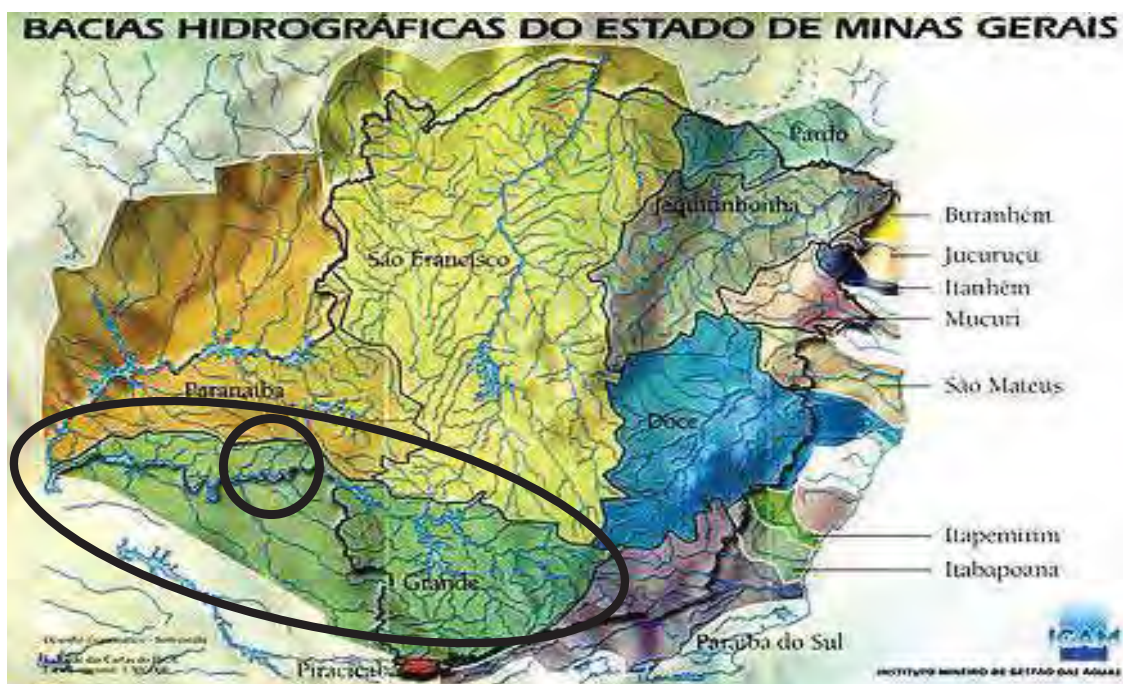 BACIAS HIDROGRÁFICAS DO ESTADO DE MINAS GERAIS
Pardo
Jequitinhonha
Buranhém
São Francisco
Jucuruçu
Itanhém
Mucuri
Paranaíba
São Mateus
Doce
Itapemirim
Grande
Itabapoana
Paraíba do Sul
IGAM
Piracicaba
INSTITUTO MINEIRO DE GESTÃO DAS ÁGUAS